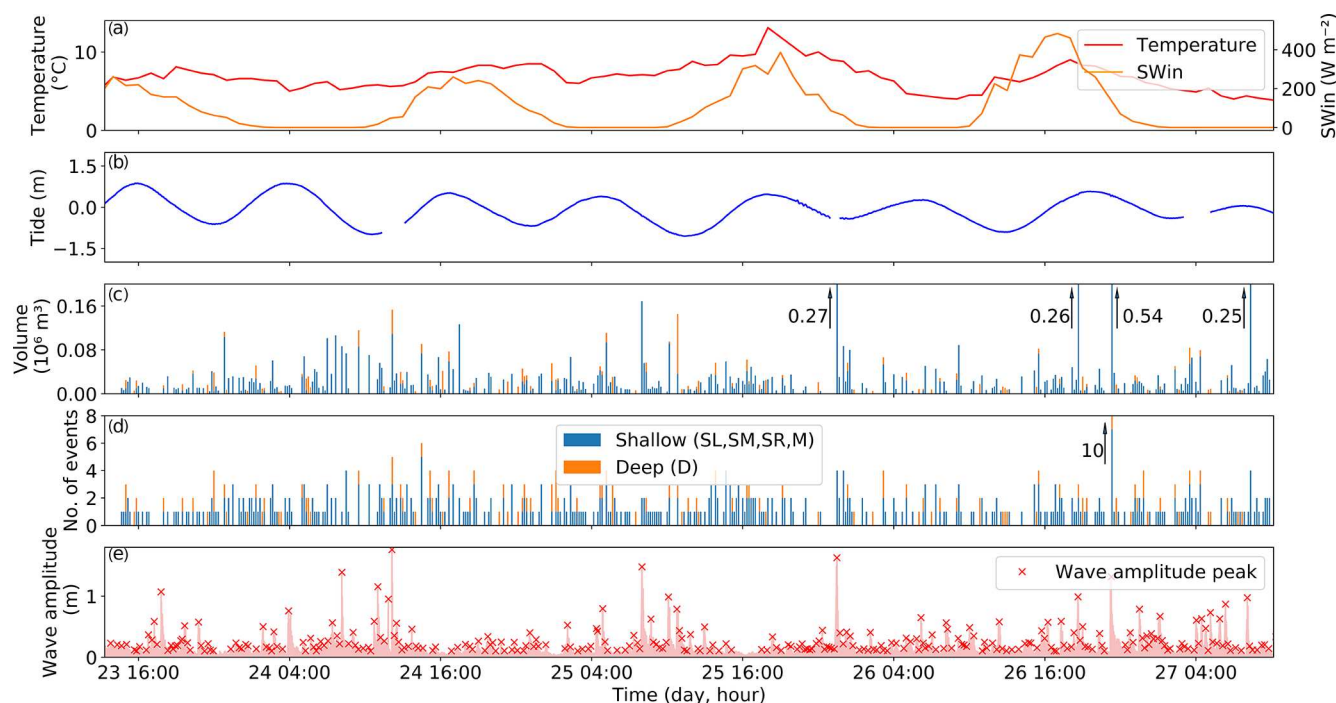 (a)
Temperature
(°C)
10
0
Temperature
SWin
400
200
0
SWin (W m⁻²)
(b)
Tide (m)
1.5
0.0
−1.5
(c)
Volume
(10⁶ m³)
0.16
0.08
0.00
0.27
0.26
0.54
0.25
(d)
No. of events
8
6
4
2
0
Shallow (SL,SM,SR,M)
Deep (D)
10
(e)
Wave amplitude
(m)
1
0
Wave amplitude peak
23 16:00 24 04:00 24 16:00 25 04:00 25 16:00 26 04:00 26 16:00 27 04:00
Time (day, hour)